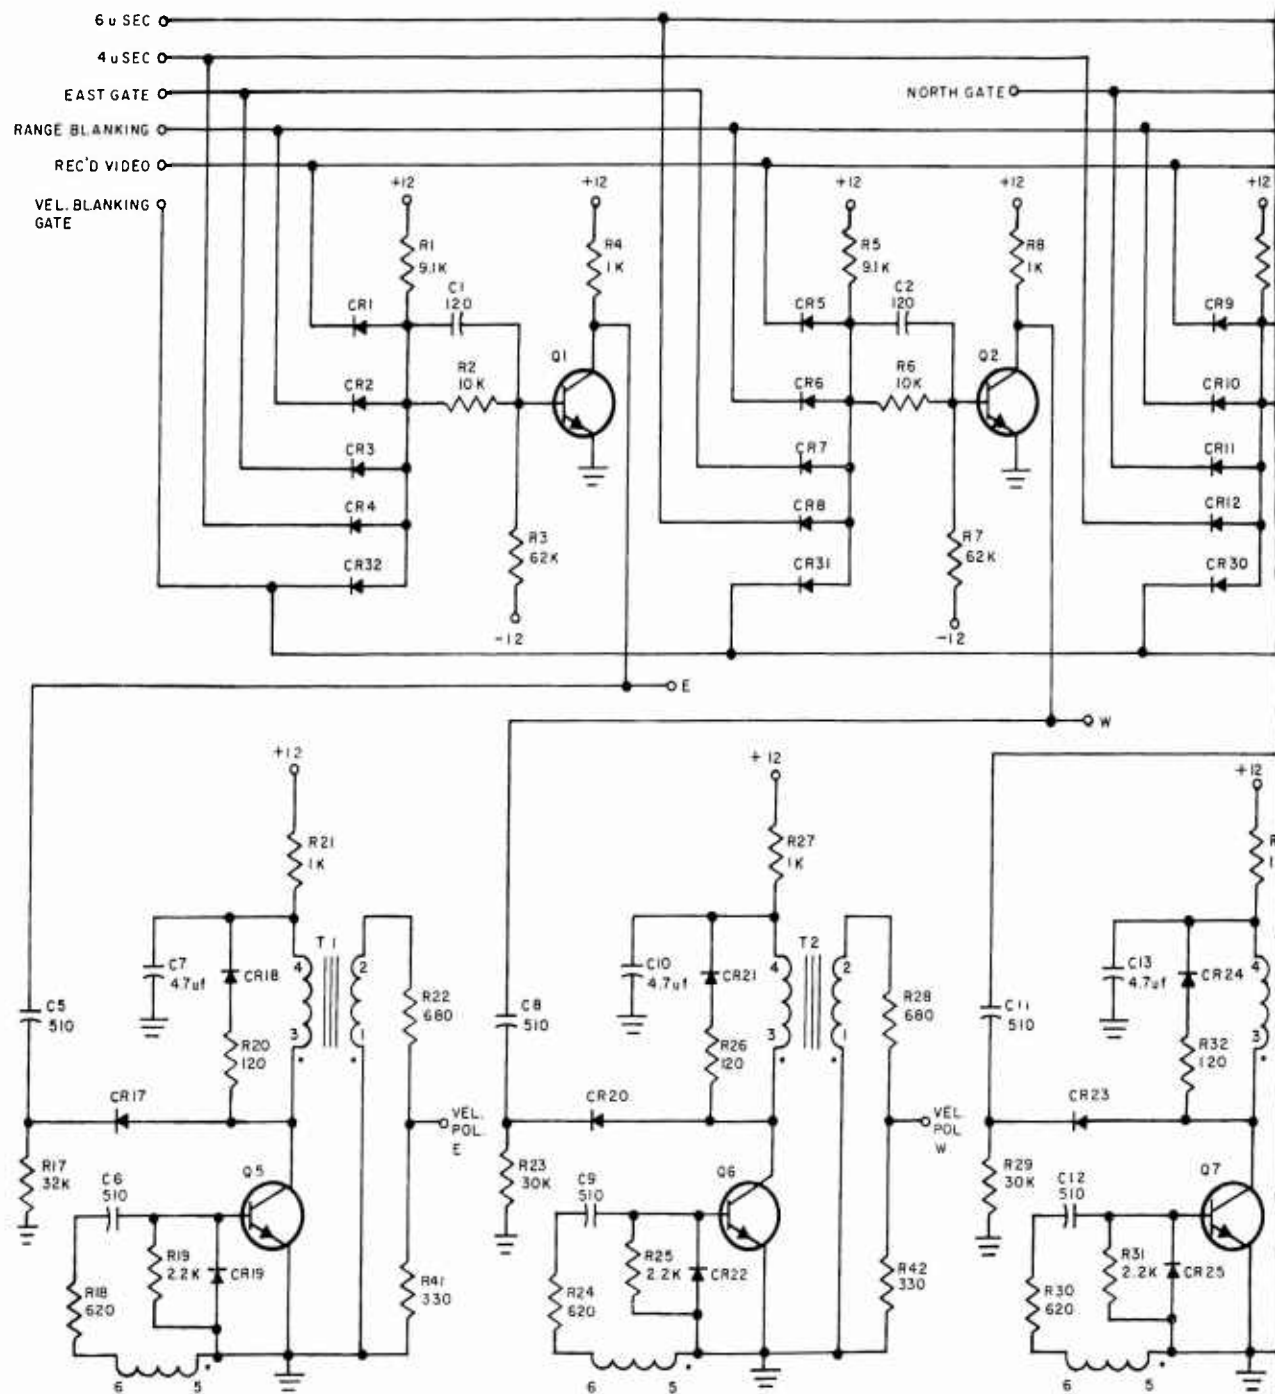 6 u SEC
4 u SEC
EAST GATE
NORTH GATE
RANGE BLANKING
REC'D VIDEO
VEL. BLANKING
GATE
+12
+12
+12
+12
+12
R1
9.1K
R4
1K
R5
9.1K
R8
1K
C1
120
C2
120
CR1
CR5
CR9
R2
10K
Q1
R6
10K
Q2
CR2
CR6
CR10
CR3
CR7
CR11
CR4
CR8
CR12
R3
62K
R7
62K
CR32
CR31
CR30
-12
-12
E
W
+12
+12
+12
R21
1K
R27
1K
R
1
T1
T2
4
2
4
2
4
C7
4.7uf
CR18
C10
4.7uf
CR21
C13
4.7uf
CR24
C5
510
R22
680
C8
510
R28
680
C11
510
R20
120
3
1
R26
120
3
1
R32
120
3
CR17
CR20
CR23
VEL.
POL.
E
VEL.
POL
W
R17
32K
C6
510
Q5
R23
30K
C9
510
Q6
R29
30K
C12
510
Q7
R19
2.2K
CR19
R25
2.2K
CR22
R31
2.2K
CR25
R18
620
R41
330
R24
620
R42
330
R30
620
6
5
6
5
6
5